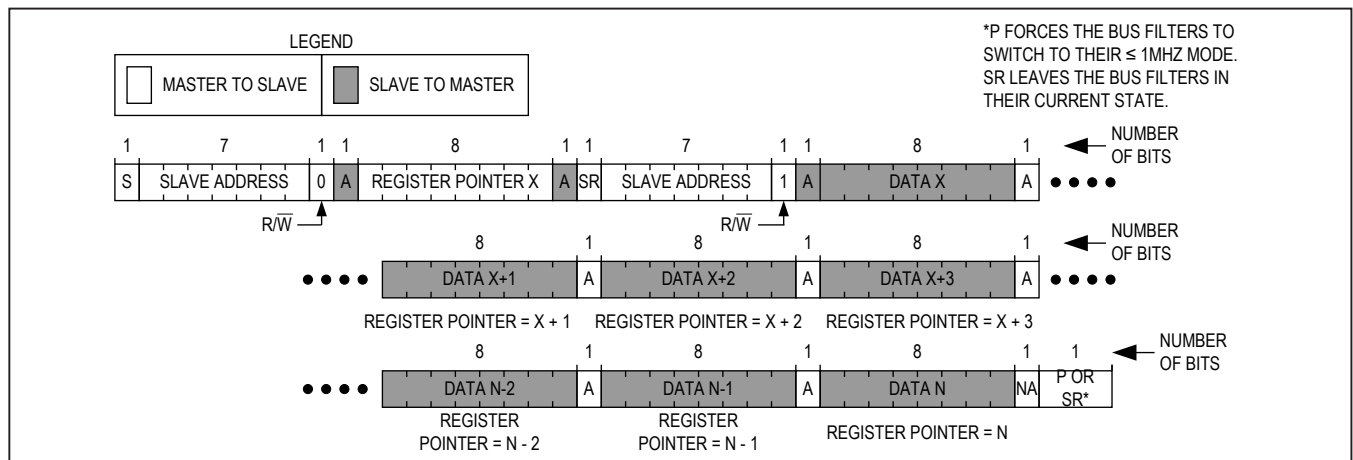 LEGEND
MASTER TO SLAVE SLAVE TO MASTER
*P FORCES THE BUS FILTERS TO
SWITCH TO THEIR ≤ 1MHZ MODE.
SR LEAVES THE BUS FILTERS IN
THEIR CURRENT STATE.
1 7 1 1 8 1 1 7 1 1 8 1 NUMBER
OF BITS
S SLAVE ADDRESS 0 A REGISTER POINTER X A SR SLAVE ADDRESS 1 A DATA X A
R/W̅ R/W̅
8 1 8 1 8 1 NUMBER
OF BITS
DATA X+1 A DATA X+2 A DATA X+3 A
REGISTER POINTER = X + 1 REGISTER POINTER = X + 2 REGISTER POINTER = X + 3
8 1 8 1 8 1 1 NUMBER
OF BITS
DATA N-2 A DATA N-1 A DATA N NA P OR
SR*
REGISTER
POINTER = N - 2
REGISTER
POINTER = N - 1
REGISTER POINTER = N